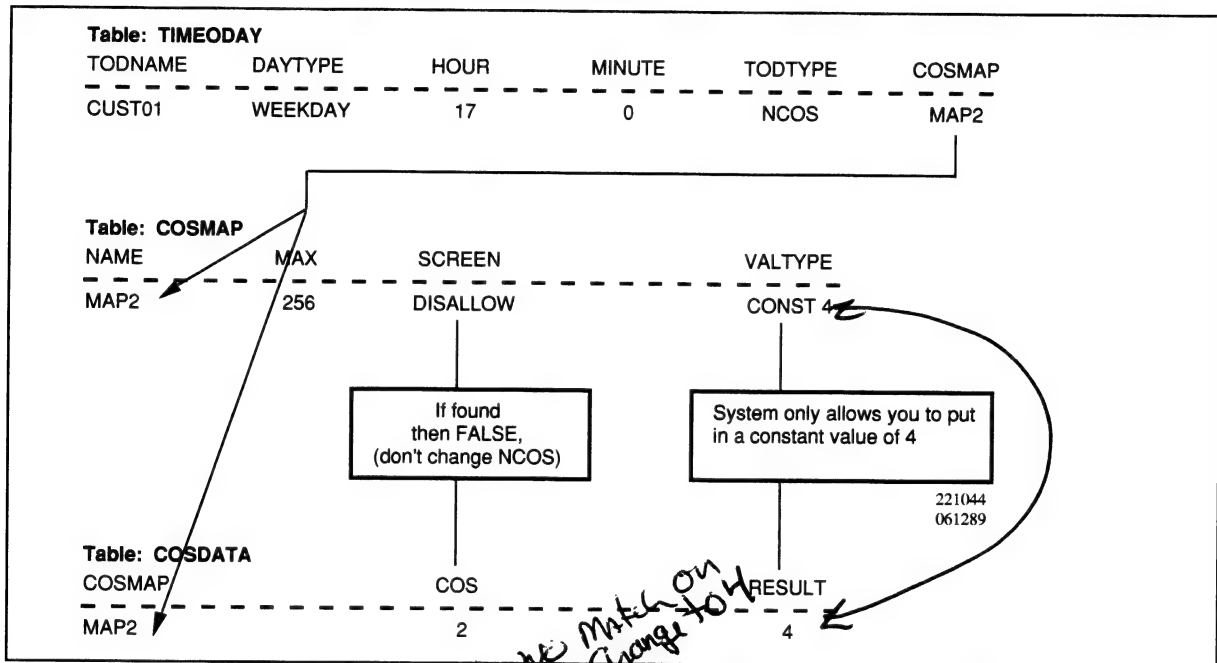 Table: TIMEODAY
TODNAME DAYTYPE HOUR MINUTE TODTYPE COSMAP
CUST01 WEEKDAY 17 0 NCOS MAP2
Table: COSMAP
NAME MAX SCREEN VALTYPE
MAP2 256 DISALLOW CONST 4
If found
then FALSE,
(don't change NCOS)
System only allows you to put
in a constant value of 4
221044
061289
Table: COSDATA
COSMAP COS RESULT
MAP2 2 4
Match On
Change to 4